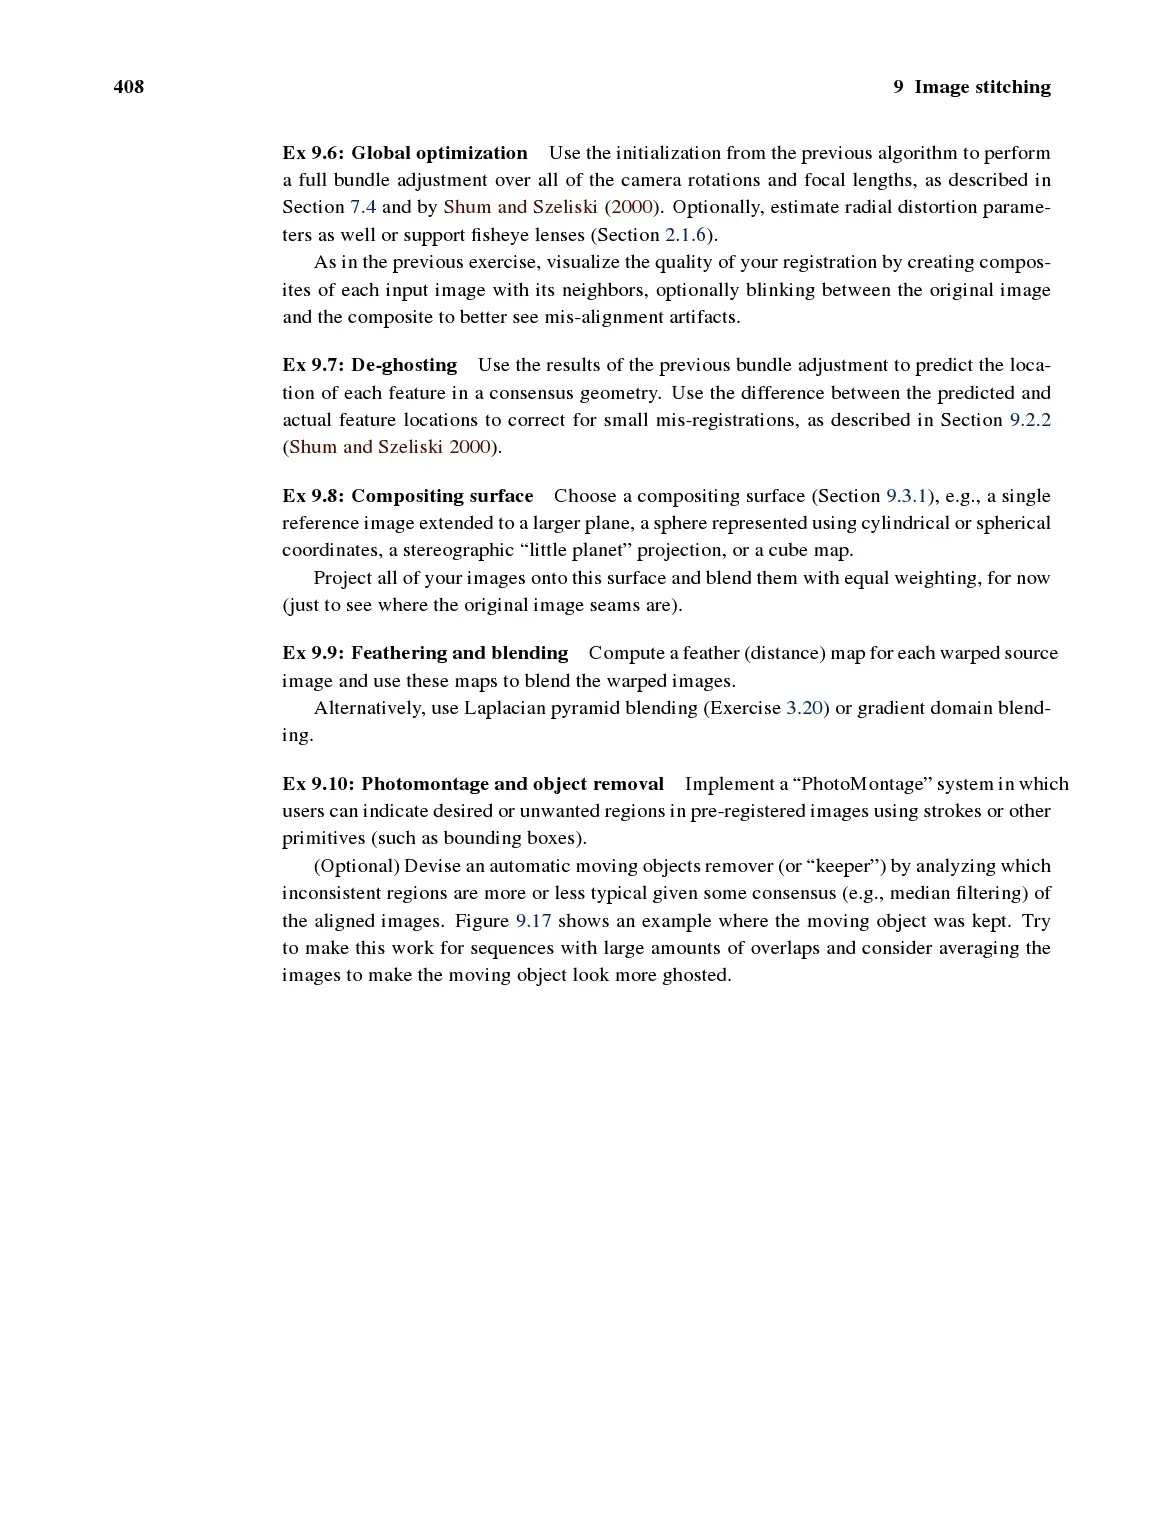 408
9 Image stitching
Ex 9.6: Global optimization Use the initialization from the previous algorithm to perform
a full bundle adjustment over all of the camera rotations and focal lengths, as described in
Section 7.4 and by Shum and Szeliski (2000). Optionally, estimate radial distortion parame-
ters as well or support fisheye lenses (Section 2.1.6).
As in the previous exercise, visualize the quality of your registration by creating compos-
ites of each input image with its neighbors, optionally blinking between the original image
and the composite to better see mis-alignment artifacts.
Ex 9.7: De-ghosting Use the results of the previous bundle adjustment to predict the loca-
tion of each feature in a consensus geometry. Use the difference between the predicted and
actual feature locations to correct for small mis-registrations, as described in Section 9.2.2
(Shum and Szeliski 2000).
Ex 9.8: Compositing surface Choose a compositing surface (Section 9.3.1), e.g., a single
reference image extended to a larger plane, a sphere represented using cylindrical or spherical
coordinates, a stereographic “little planet” projection, or a cube map.
Project all of your images onto this surface and blend them with equal weighting, for now
(just to see where the original image seams are).
Ex 9.9: Feathering and blending Compute a feather (distance) map for each warped source
image and use these maps to blend the warped images.
Alternatively, use Laplacian pyramid blending (Exercise 3.20) or gradient domain blend-
ing.
Ex 9.10: Photomontage and object removal Implement a “PhotoMontage” system in which
users can indicate desired or unwanted regions in pre-registered images using strokes or other
primitives (such as bounding boxes).
(Optional) Devise an automatic moving objects remover (or “keeper”) by analyzing which
inconsistent regions are more or less typical given some consensus (e.g., median filtering) of
the aligned images. Figure 9.17 shows an example where the moving object was kept. Try
to make this work for sequences with large amounts of overlaps and consider averaging the
images to make the moving object look more ghosted.